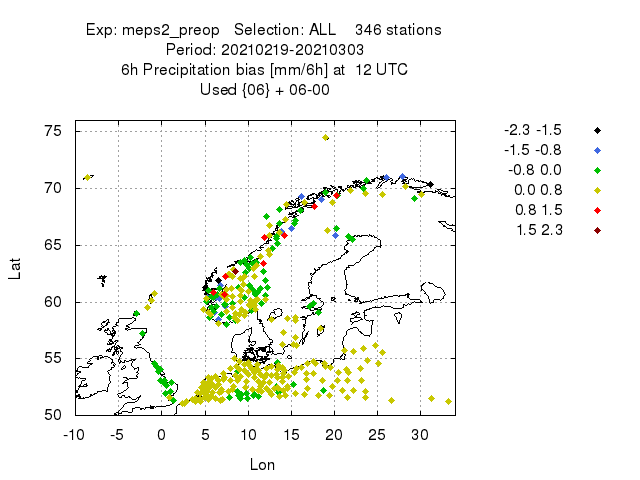 Exp: meps2_preop   Selection: ALL    346 stations
Period: 20210219-20210303
6h Precipitation bias [mm/6h] at  12 UTC
Used {06} + 06-00
-2.3 -1.5
-1.5 -0.8
-0.8 0.0
0.0 0.8
0.8 1.5
1.5 2.3
75
70
65
60
55
50
Lat
-10 -5 0 5 10 15 20 25 30
Lon